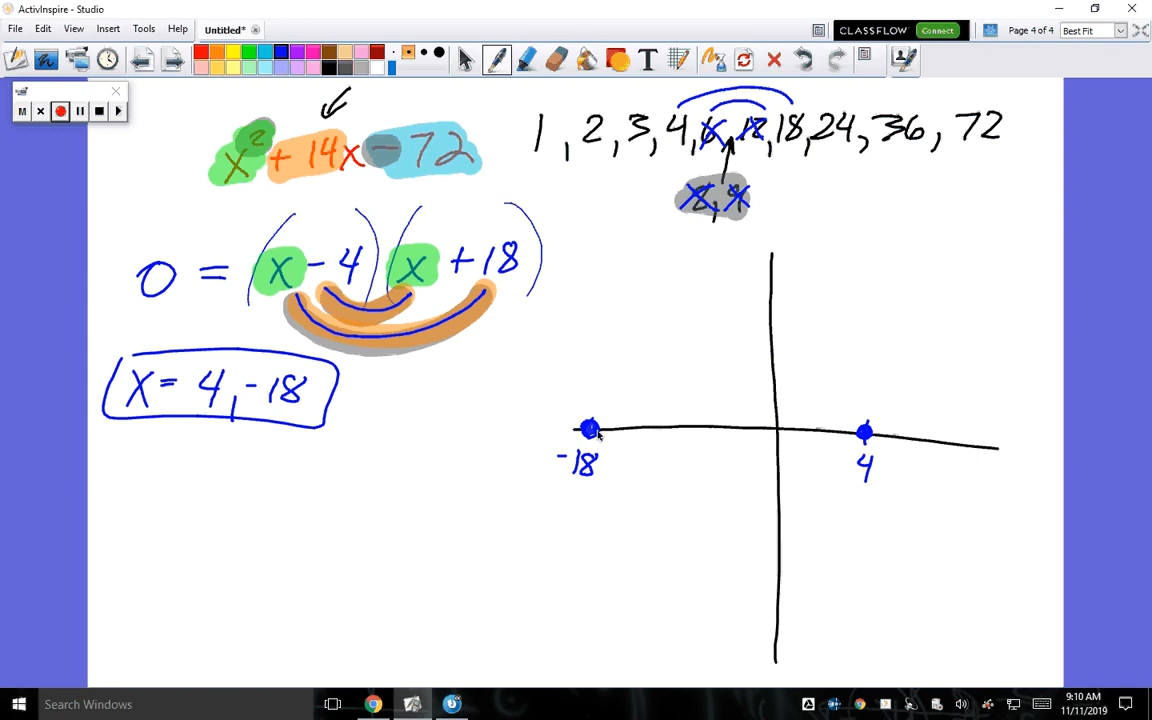 ActivInspire - Studio
File Edit View Insert Tools Help Untitled* CLASSFLOW Connect Page 4 of 4 Best Fit
M
x² + 14x - 72
1, 2, 3, 4, 6, 12, 18, 24, 36, 72
8, 9
0 = (x - 4)(x + 18)
X = 4, -18
-18
4
Search Windows
9:10 AM
11/11/2019